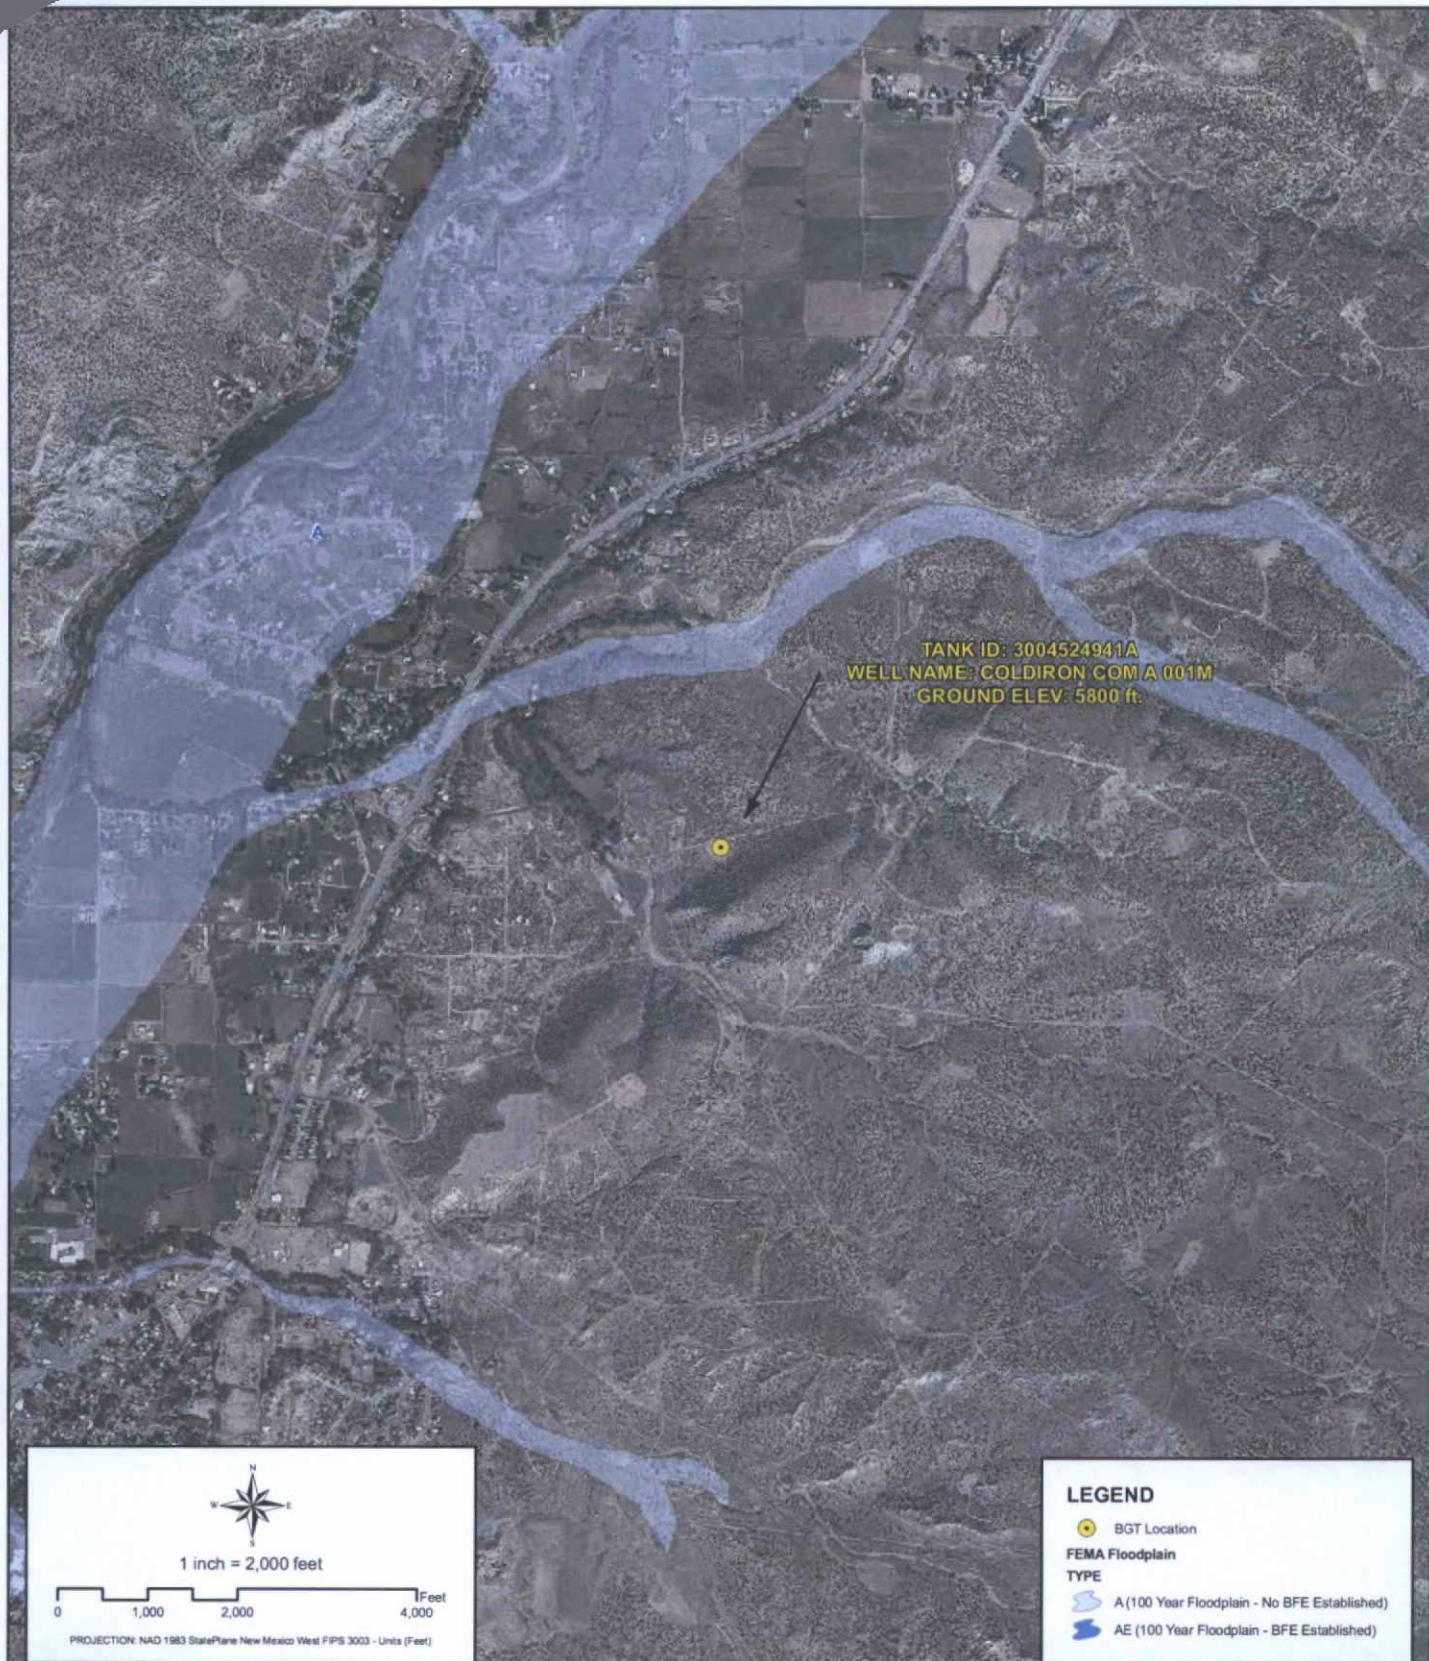 A
TANK ID: 3004524941A
WELL NAME: COLDIRON COM A 001M
GROUND ELEV: 5800 ft.
N
W E
S
1 inch = 2,000 feet
Feet
0 1,000 2,000 4,000
PROJECTION: NAD 1983 StatePlane New Mexico West FIPS 3003 - Units (Feet)
LEGEND
BGT Location
FEMA Floodplain
TYPE
A (100 Year Floodplain - No BFE Established)
AE (100 Year Floodplain - BFE Established)